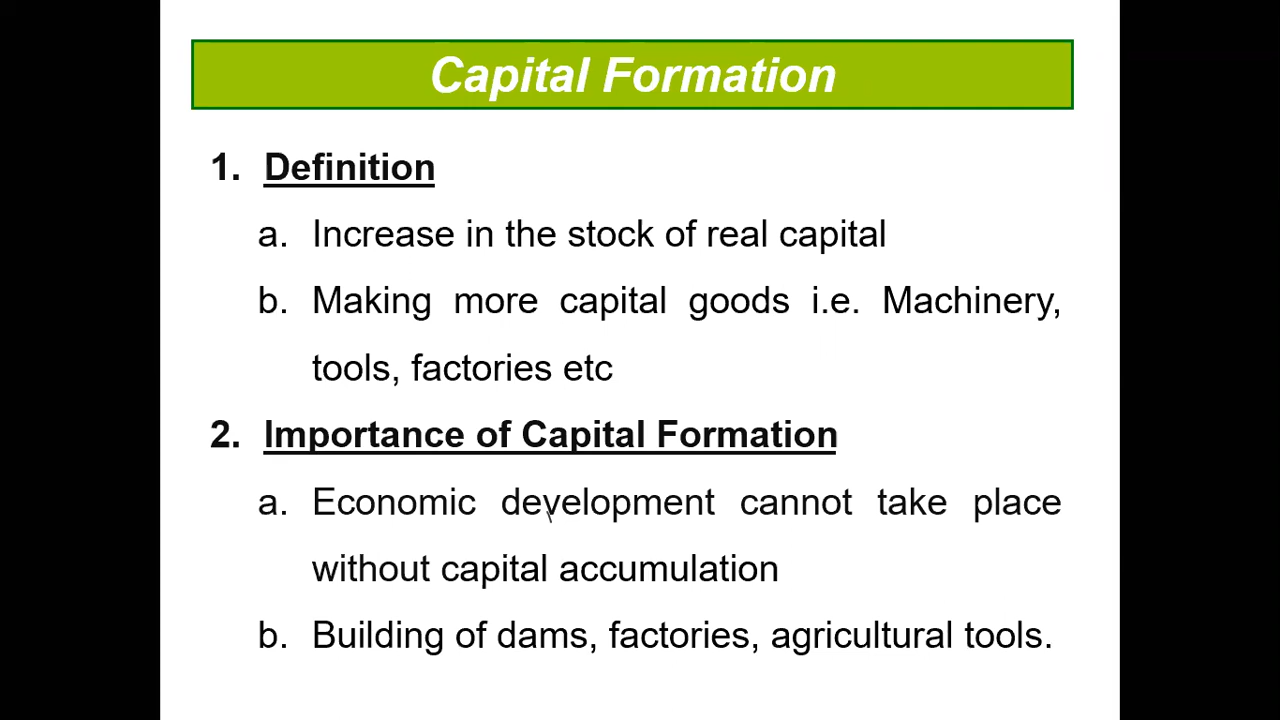 Capital Formation
1. Definition
a. Increase in the stock of real capital
b. Making more capital goods i.e. Machinery,
tools, factories etc
2. Importance of Capital Formation
a. Economic development cannot take place
without capital accumulation
b. Building of dams, factories, agricultural tools.